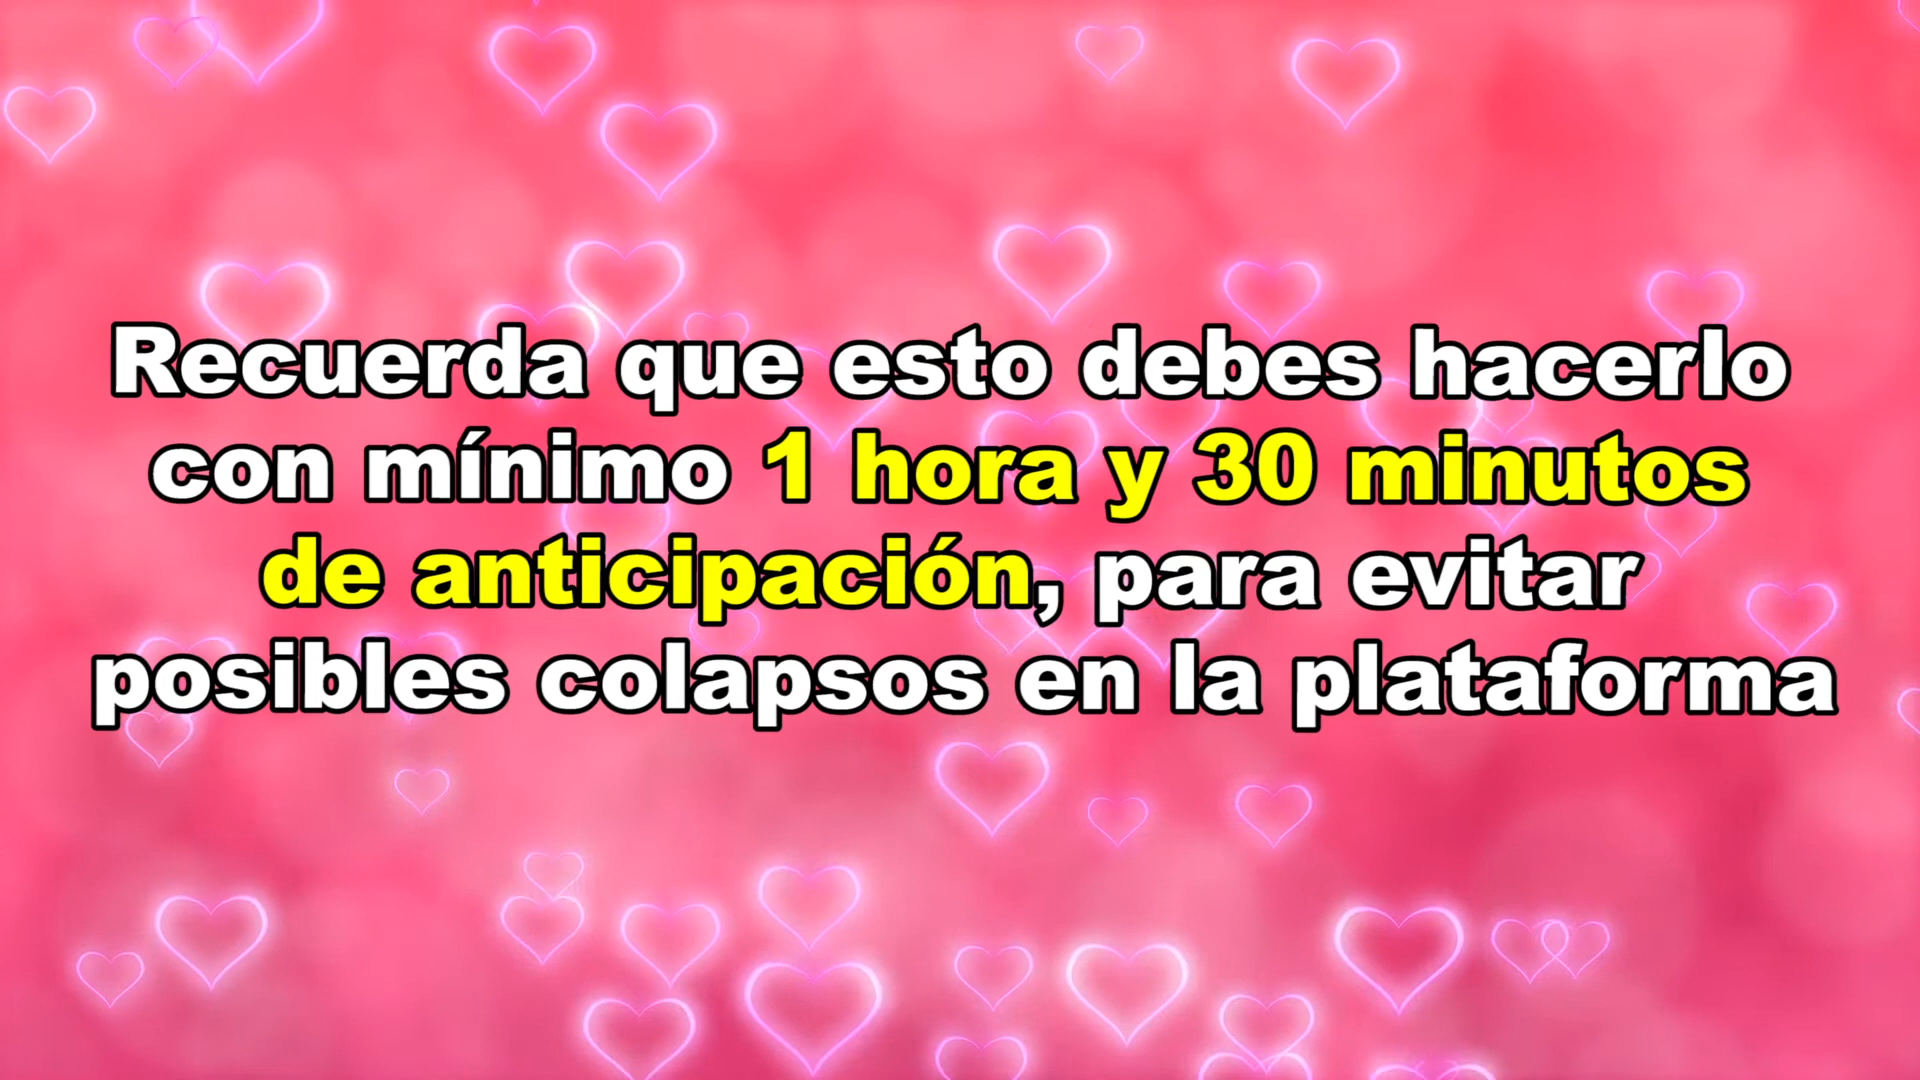 Recuerda que esto debes hacerlo
con mínimo 1 hora y 30 minutos
de anticipación, para evitar
posibles colapsos en la plataforma